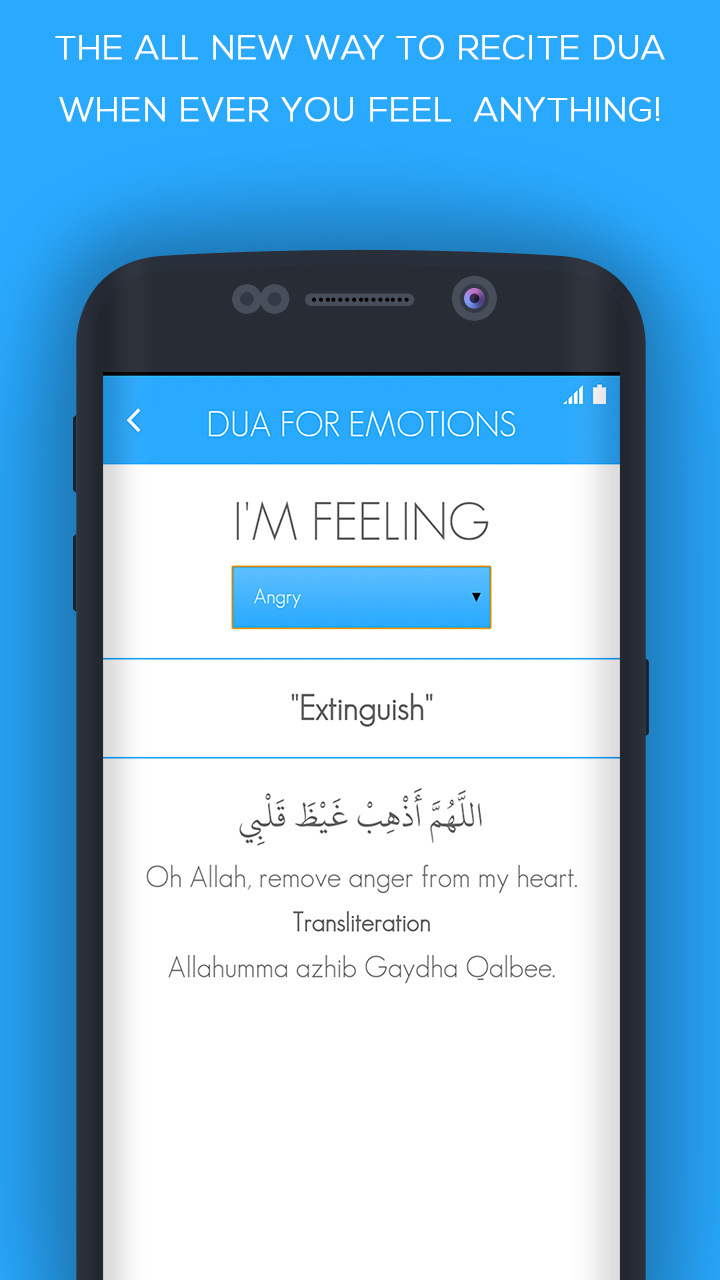 THE ALL NEW WAY TO RECITE DUA
WHEN EVER YOU FEEL ANYTHING!
DUA FOR EMOTIONS
I'M FEELING
Angry
"Extinguish"
اللَّهُمَّ أَذْهِبْ غَيْظَ قَلْبِي
Oh Allah, remove anger from my heart.
Transliteration
Allahumma azhib Gaydha Qalbee.